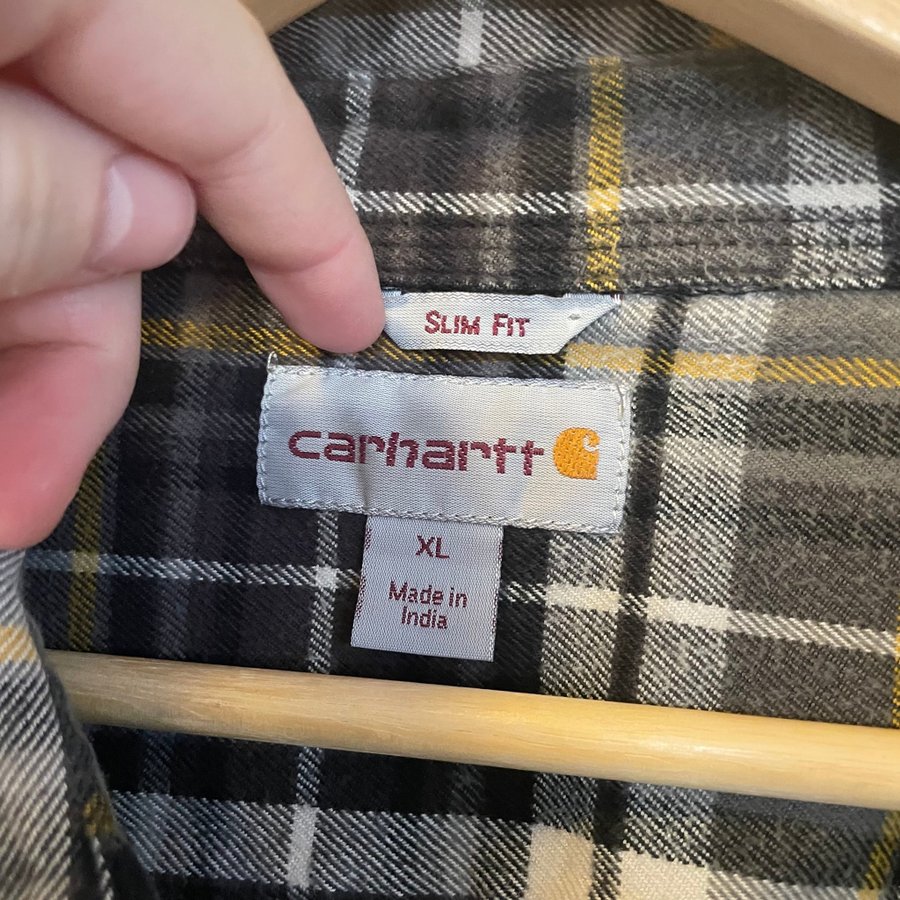 SLIM FIT
carhartt
XL
Made in
India